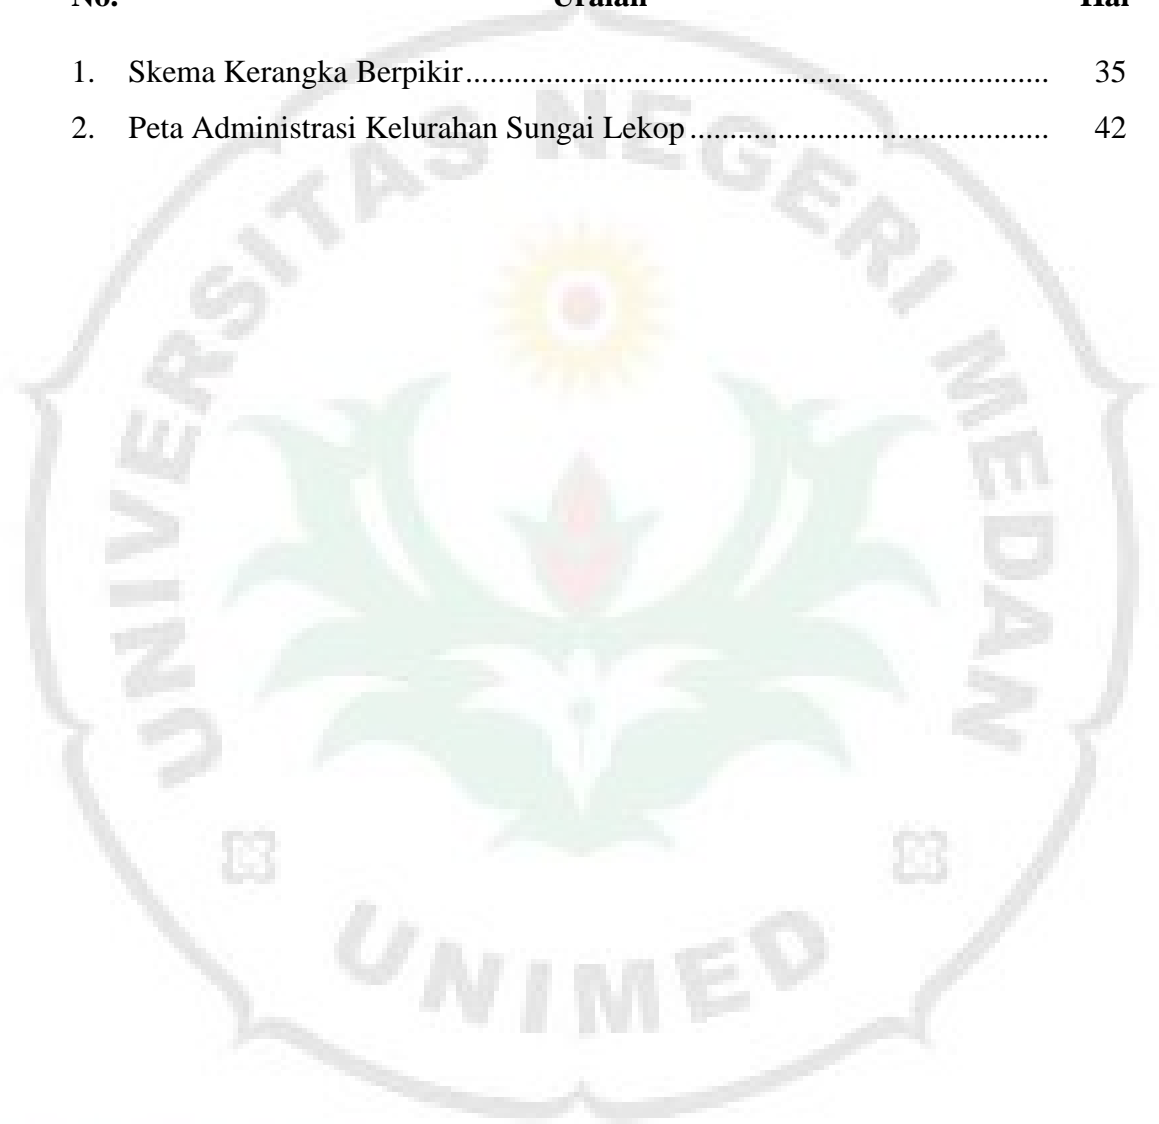 No. Uraian Hal
1. Skema Kerangka Berpikir........................................................................ 35
2. Peta Administrasi Kelurahan Sungai Lekop............................................ 42
UNIVERSITAS NEGERI MEDAN
UNIMED